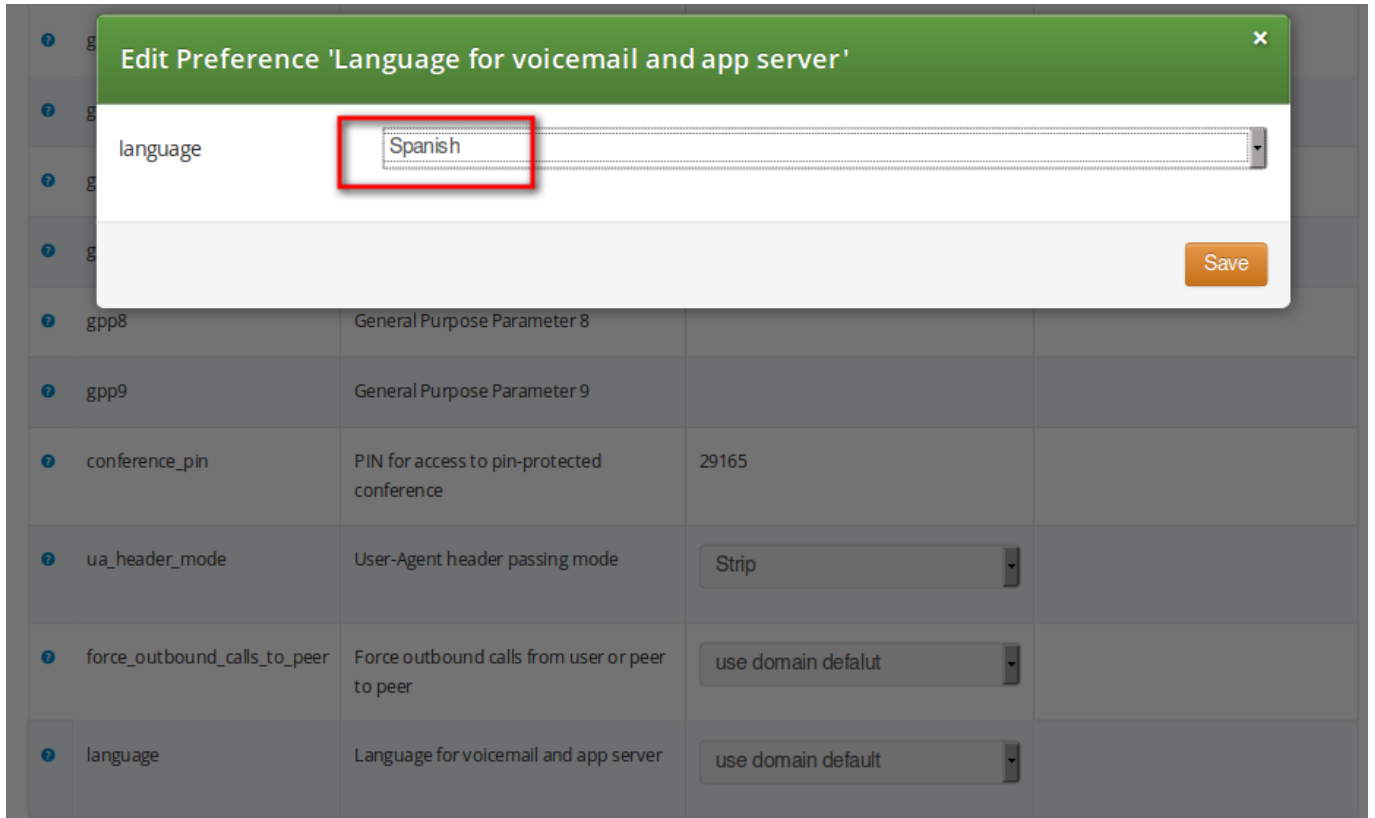 Edit Preference 'Language for voicemail and app server'
×
language
Spanish
Save
gpp8 General Purpose Parameter 8
gpp9 General Purpose Parameter 9
conference_pin PIN for access to pin-protected 29165
conference
ua_header_mode User-Agent header passing mode Strip
force_outbound_calls_to_peer Force outbound calls from user or peer use domain defalut
to peer
language Language for voicemail and app server use domain default